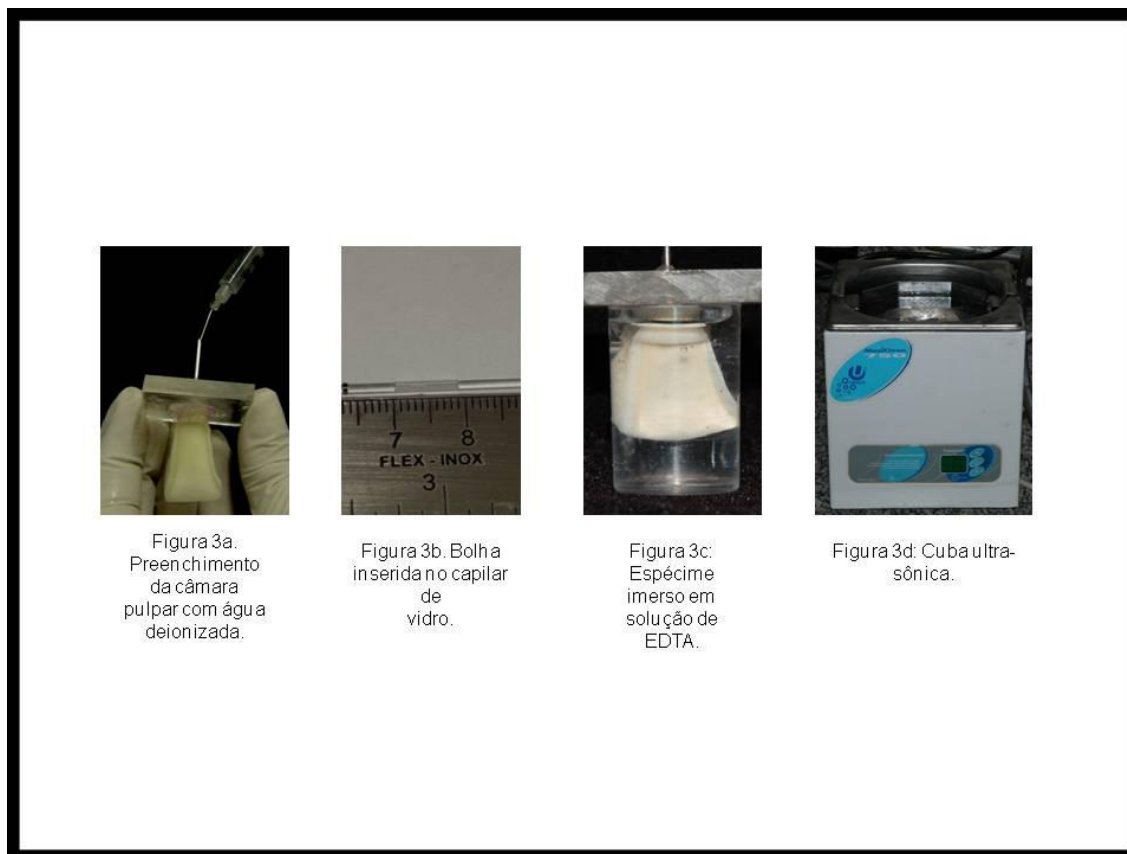 7 8
FLEX - INOX
3
750
Figura 3a.
Preenchimento
da câmara
pulpar com água
deionizada.
Figura 3b. Bolha
inserida no capilar
de
vidro.
Figura 3c:
Espécime
imerso em
solução de
EDTA.
Figura 3d: Cuba ultra-
sônica.